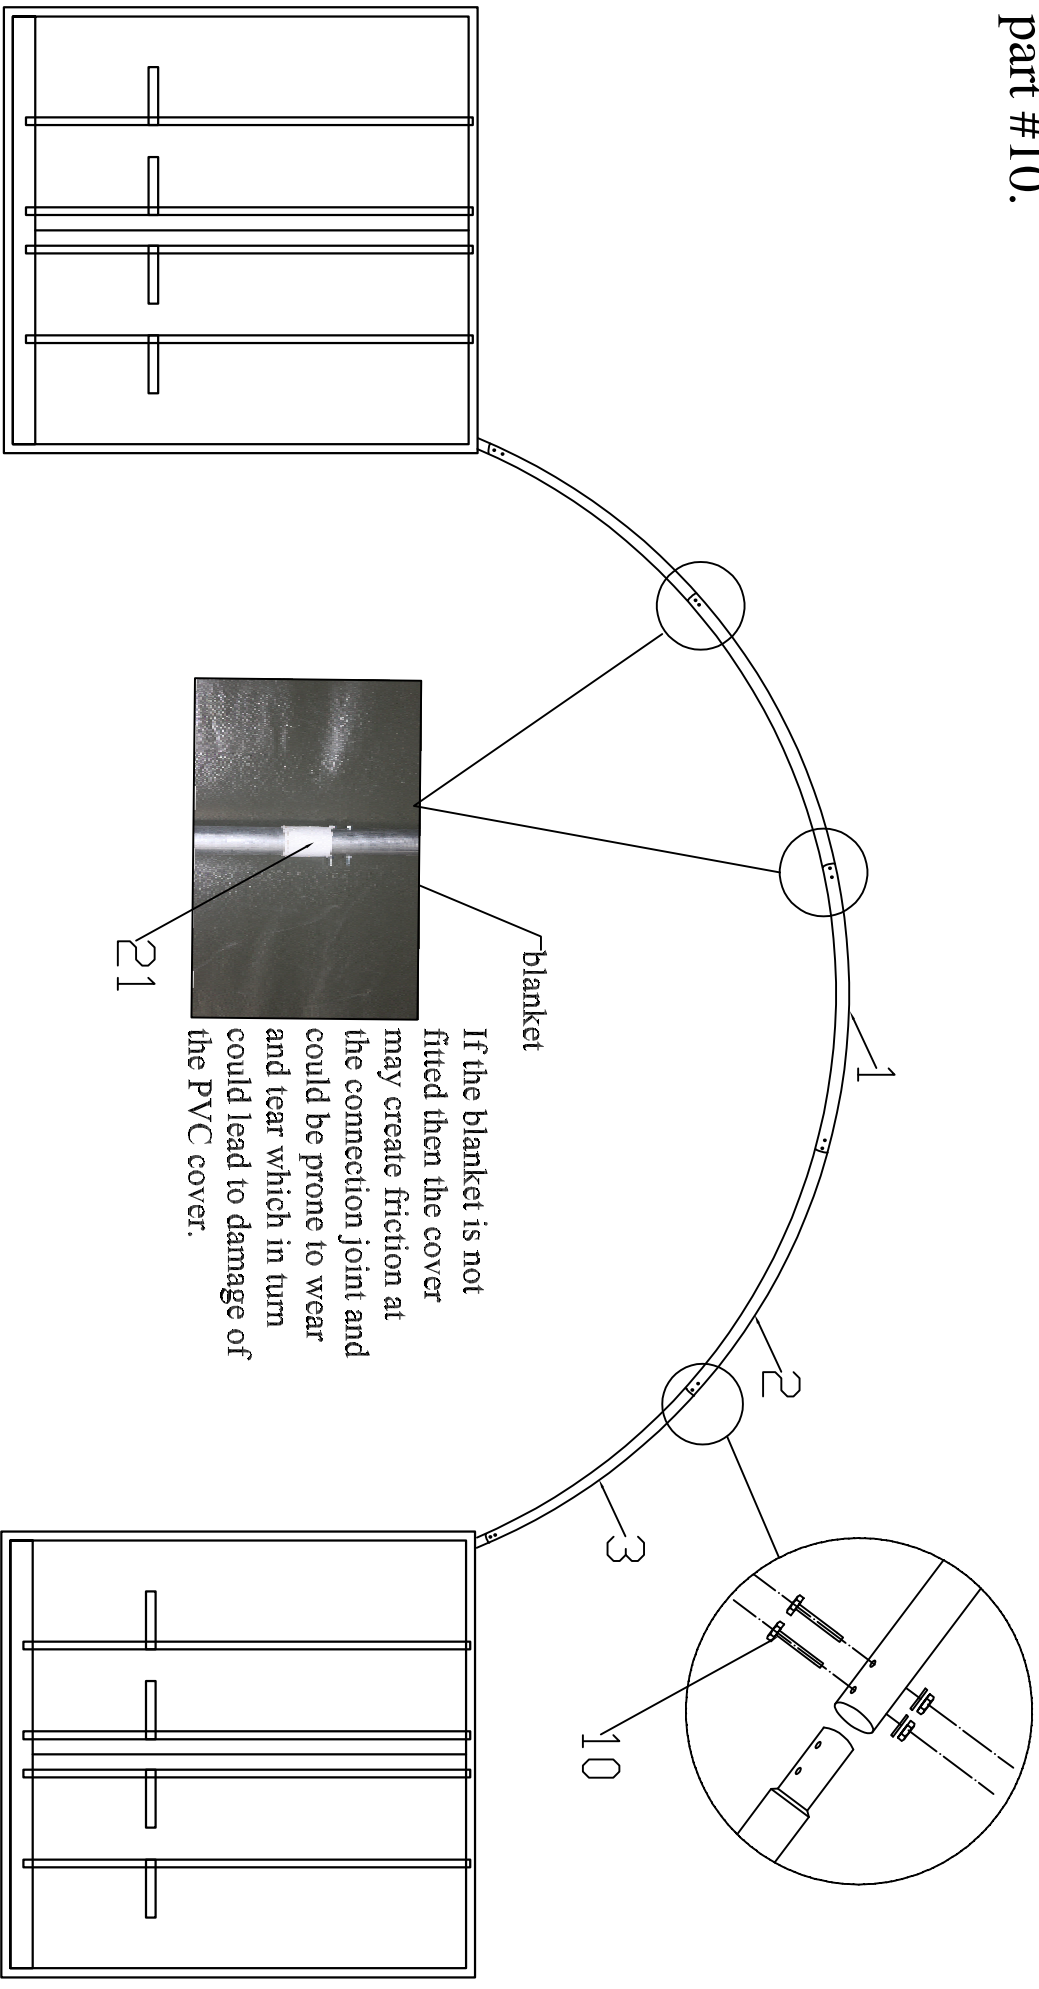 part #10.
1
2
3
10
blanket
21
If the blanket is not
fitted then the cover
may create friction at
the connection joint and
could be prone to wear
and tear which in turn
could lead to damage of
the PVC cover.